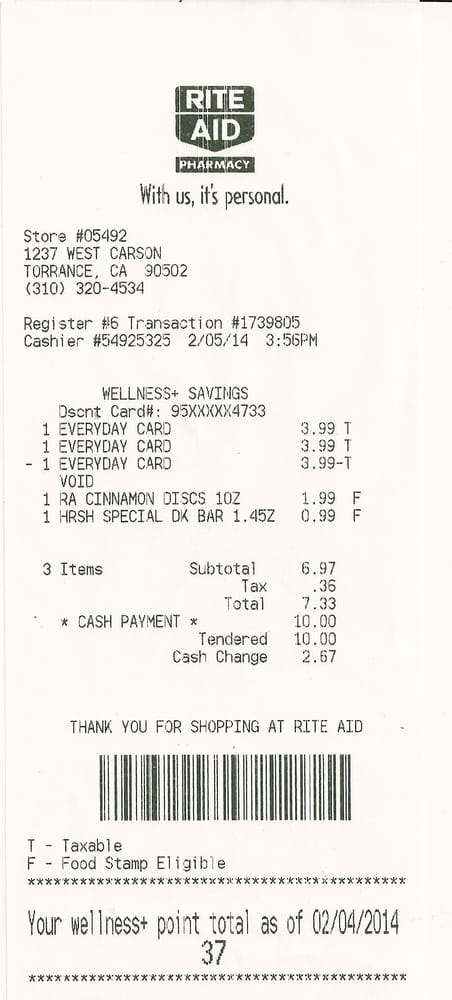 RITE
AID
PHARMACY
With us, it's personal.
Store #05492
1237 WEST CARSON
TORRANCE, CA 90502
(310) 320-4534
Register #6 Transaction #1739805
Cashier #54925325 2/05/14 3:56PM
WELLNESS+ SAVINGS
Dscnt Card#: 95XXXXX4733
1 EVERYDAY CARD 3.99 T
1 EVERYDAY CARD 3.99 T
- 1 EVERYDAY CARD 3.99-T
VOID
1 RA CINNAMON DISCS 1OZ 1.99 F
1 HRSH SPECIAL DK BAR 1.45Z 0.99 F
3 Items Subtotal 6.97
Tax .36
Total 7.33
* CASH PAYMENT * 10.00
Tendered 10.00
Cash Change 2.67
THANK YOU FOR SHOPPING AT RITE AID
T - Taxable
F - Food Stamp Eligible
*******************************************
Your wellness+ point total as of 02/04/2014
37
*******************************************